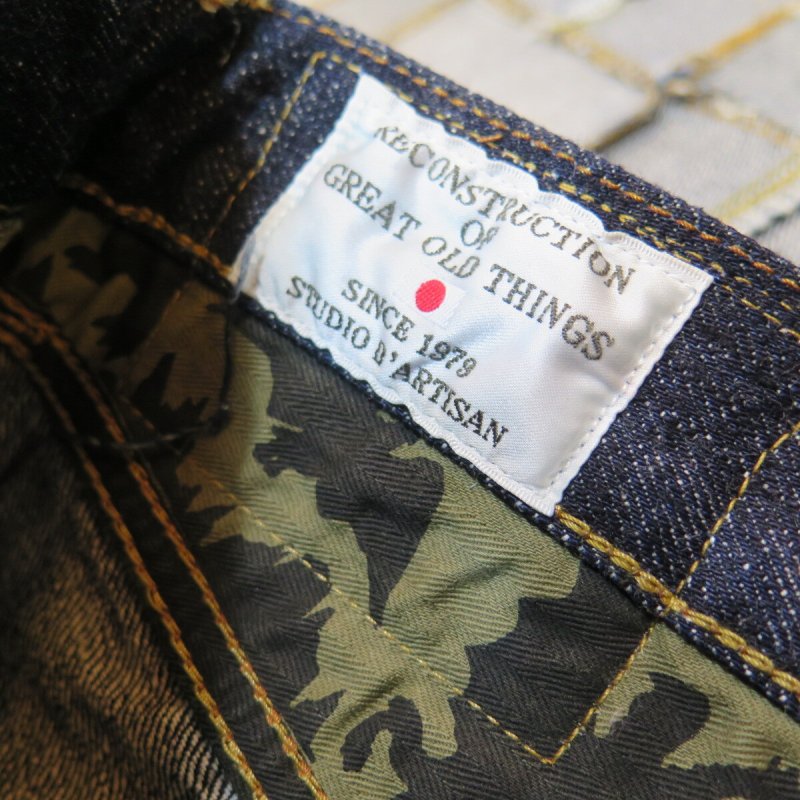 RECONSTRUCTION
OF
GREAT OLD THINGS
SINCE 1979
STUDIO D'ARTISAN